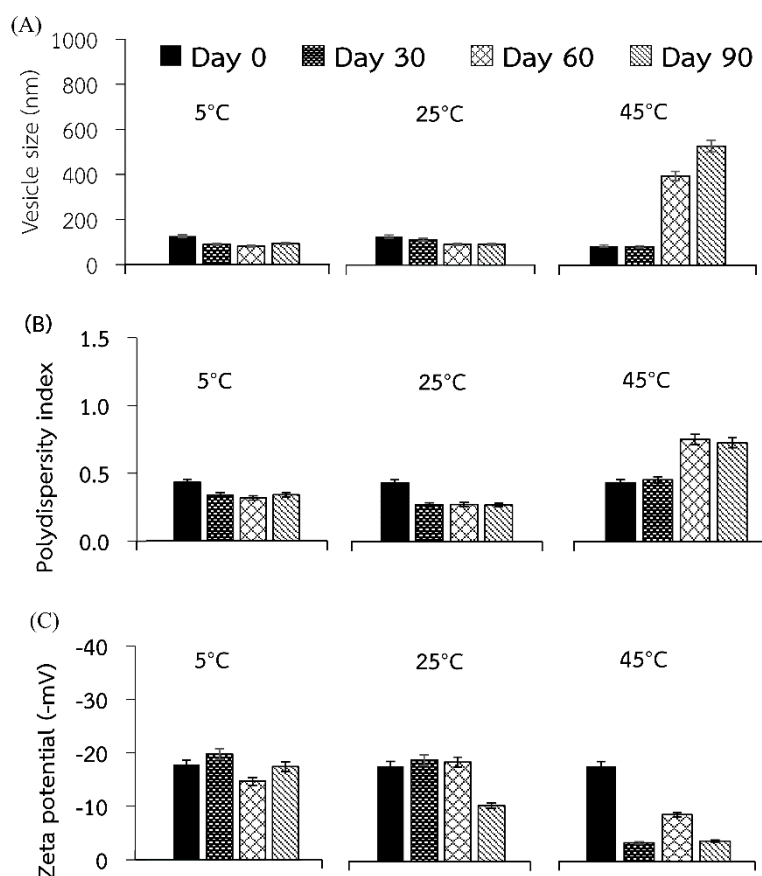 (A)
Vesicle size (nm)
1000
800
600
400
200
0
Day 0 Day 30 Day 60 Day 90
5°C 25°C 45°C
(B)
Polydispersity index
1.5
1.0
0.5
0.0
5°C 25°C 45°C
(C)
Zeta potential (-mV)
-40
-30
-20
-10
0
5°C 25°C 45°C